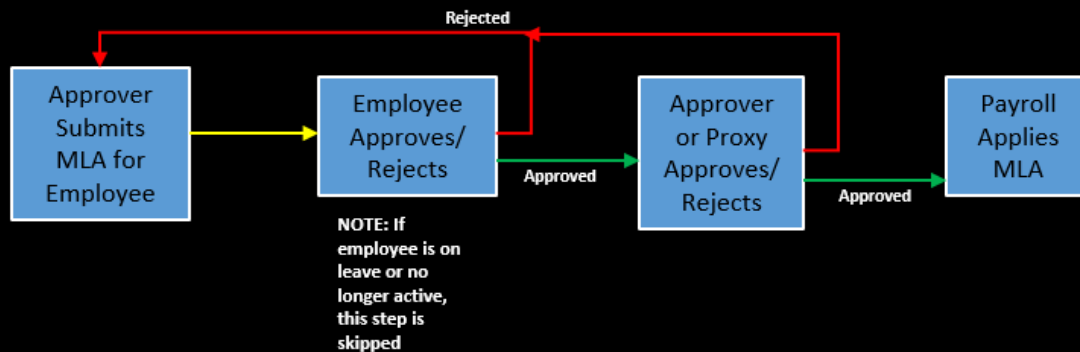 Rejected
Approver
Submits
MLA for
Employee
Employee
Approves/
Rejects
Approved
NOTE: If
employee is on
leave or no
longer active,
this step is
skipped
Approver
or Proxy
Approves/
Rejects
Approved
Payroll
Applies
MLA